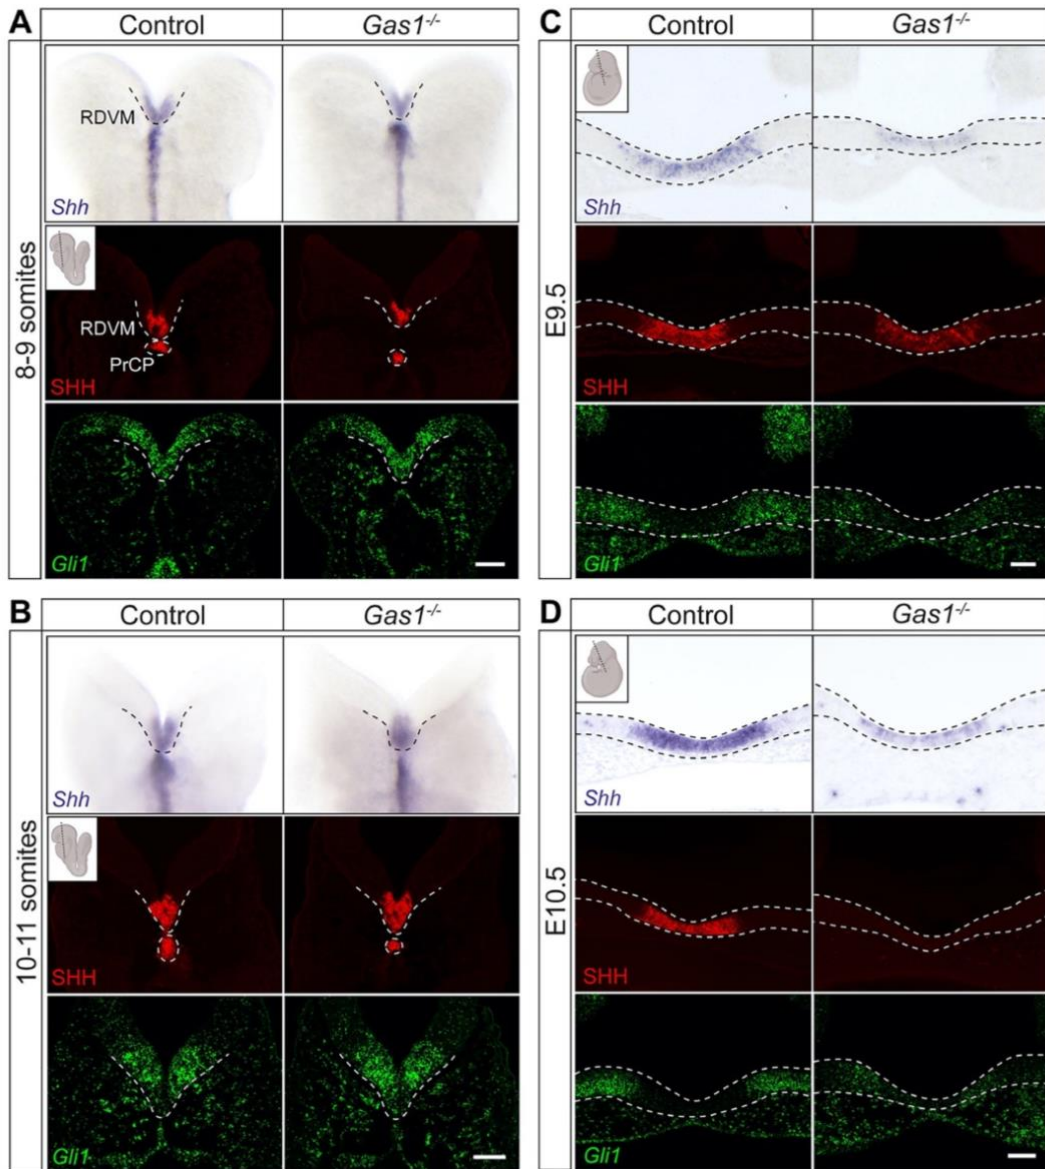 A
Control
Gas1-/-
8-9 somites
RDVM
Shh
RDVM
PrCP
SHH
Gli1
C
Control
Gas1-/-
E9.5
Shh
SHH
Gli1
B
Control
Gas1-/-
10-11 somites
Shh
SHH
Gli1
D
Control
Gas1-/-
E10.5
Shh
SHH
Gli1